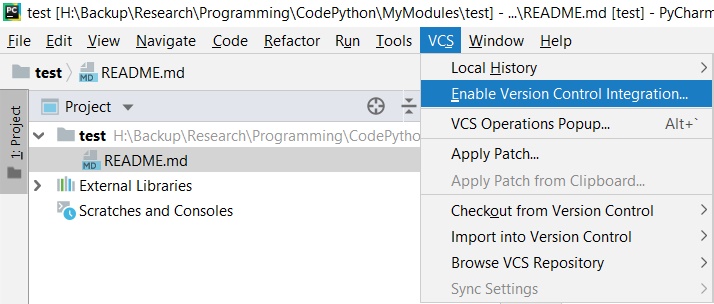 PC test [H:\Backup\Research\Programming\CodePython\MyModules\test] - ...\README.md [test] - PyCharm
File Edit View Navigate Code Refactor Run Tools VCS Window Help
test README.md
1: Project
Project
test H:\Backup\Research\Programming\CodePytho
MD README.md
External Libraries
Scratches and Consoles
Local History
Enable Version Control Integration...
VCS Operations Popup... Alt+`
Apply Patch...
Apply Patch from Clipboard...
Checkout from Version Control
Import into Version Control
Browse VCS Repository
Sync Settings